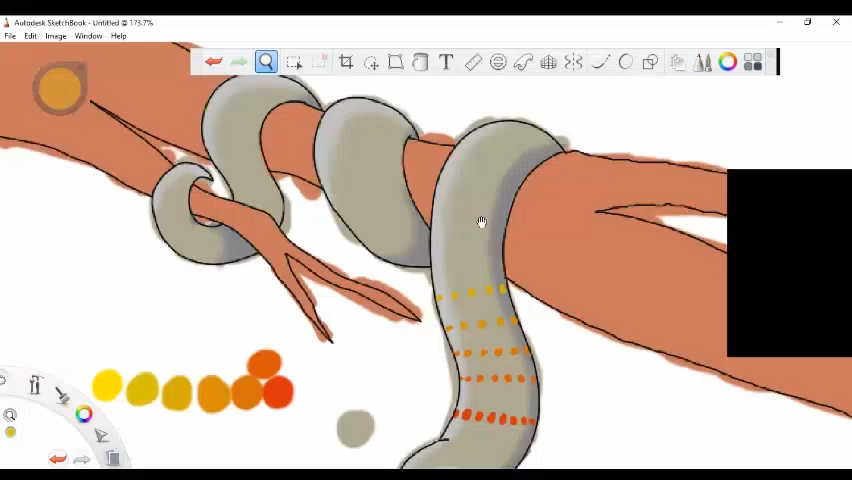 Autodesk SketchBook - Untitled @ 173.7%
File Edit Image Window Help
T